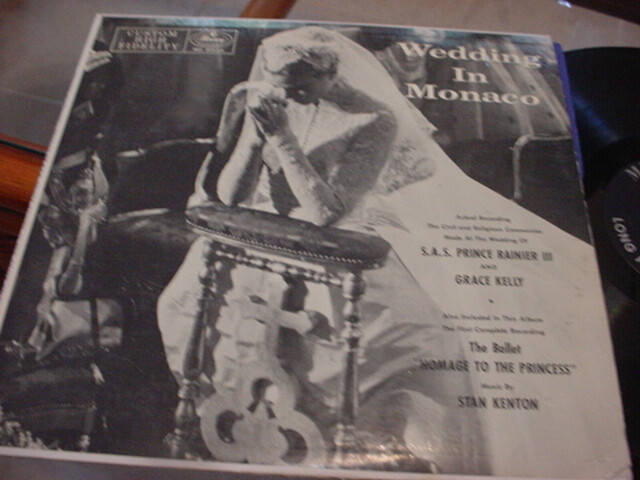 CUSTOM
HIGH
FIDELITY
Wedding
In
Monaco
Actual Recording
The Civil and Religious Ceremonies
Made At The Wedding Of
S.A.S. PRINCE RAINIER III
AND
GRACE KELLY
Also Included In This Album
The First Complete Recording
The Ballet
"HOMAGE TO THE PRINCESS"
Music By
STAN KENTON
LONG